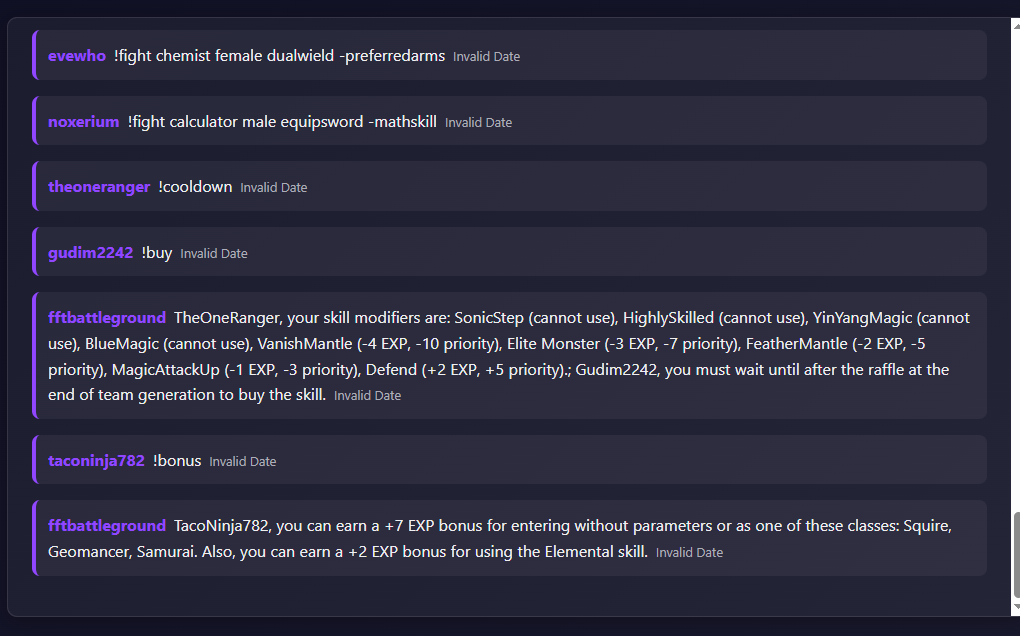 evewho !fight chemist female dualwield -preferredarms Invalid Date
noxerium !fight calculator male equipsword -mathskill Invalid Date
theoneranger !cooldown Invalid Date
gudim2242 !buy Invalid Date
fftbattleground TheOneRanger, your skill modifiers are: SonicStep (cannot use), HighlySkilled (cannot use), YinYangMagic (cannot
use), BlueMagic (cannot use), VanishMantle (-4 EXP, -10 priority), Elite Monster (-3 EXP, -7 priority), FeatherMantle (-2 EXP, -5
priority), MagicAttackUp (-1 EXP, -3 priority), Defend (+2 EXP, +5 priority).; Gudim2242, you must wait until after the raffle at the
end of team generation to buy the skill. Invalid Date
taconinja782 !bonus Invalid Date
fftbattleground TacoNinja782, you can earn a +7 EXP bonus for entering without parameters or as one of these classes: Squire,
Geomancer, Samurai. Also, you can earn a +2 EXP bonus for using the Elemental skill. Invalid Date